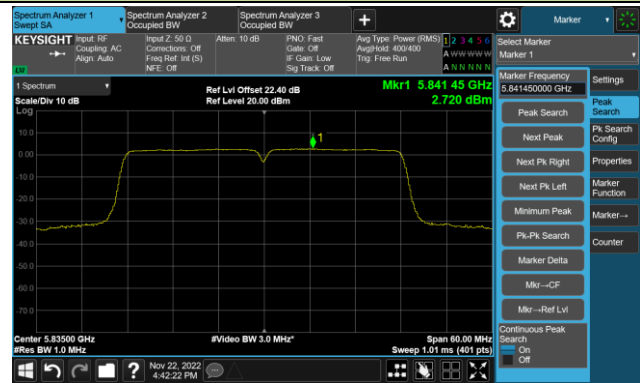 Spectrum Analyzer 1
Swept SA
Spectrum Analyzer 2
Occupied BW
Spectrum Analyzer 3
Occupied BW
Marker
KEYSIGHT
Input: RF
Coupling: AC
Align: Auto
Input Z: 50 Ω
Corrections: Off
Freq Ref: Int (S)
NFE: Off
Atten: 10 dB
PNO: Fast
Gate: Off
IF Gain: Low
Sig Track: Off
Avg Type: Power (RMS)
Avg|Hold: 400/400
Trig: Free Run
1 2 3 4 5 6
A W W W W W
A N N N N N
LW
Select Marker
Marker 1
1 Spectrum
Scale/Div 10 dB
Log
Ref Lvl Offset 22.40 dB
Ref Level 20.00 dBm
Mkr1 5.841 45 GHz
2.720 dBm
1
10.0
0.00
-10.0
-20.0
-30.0
-40.0
-50.0
-60.0
-70.0
Center 5.83500 GHz
#Res BW 1.0 MHz
#Video BW 3.0 MHz*
Span 60.00 MHz
Sweep 1.01 ms (401 pts)
Marker Frequency
5.841450000 GHz
Peak Search
Next Peak
Next Pk Right
Next Pk Left
Minimum Peak
Pk-Pk Search
Marker Delta
Mkr→CF
Mkr→Ref Lvl
Continuous Peak
Search
On
Off
Settings
Peak
Search
Pk Search
Config
Properties
Marker
Function
Marker→
Counter
Nov 22, 2022
4:42:22 PM